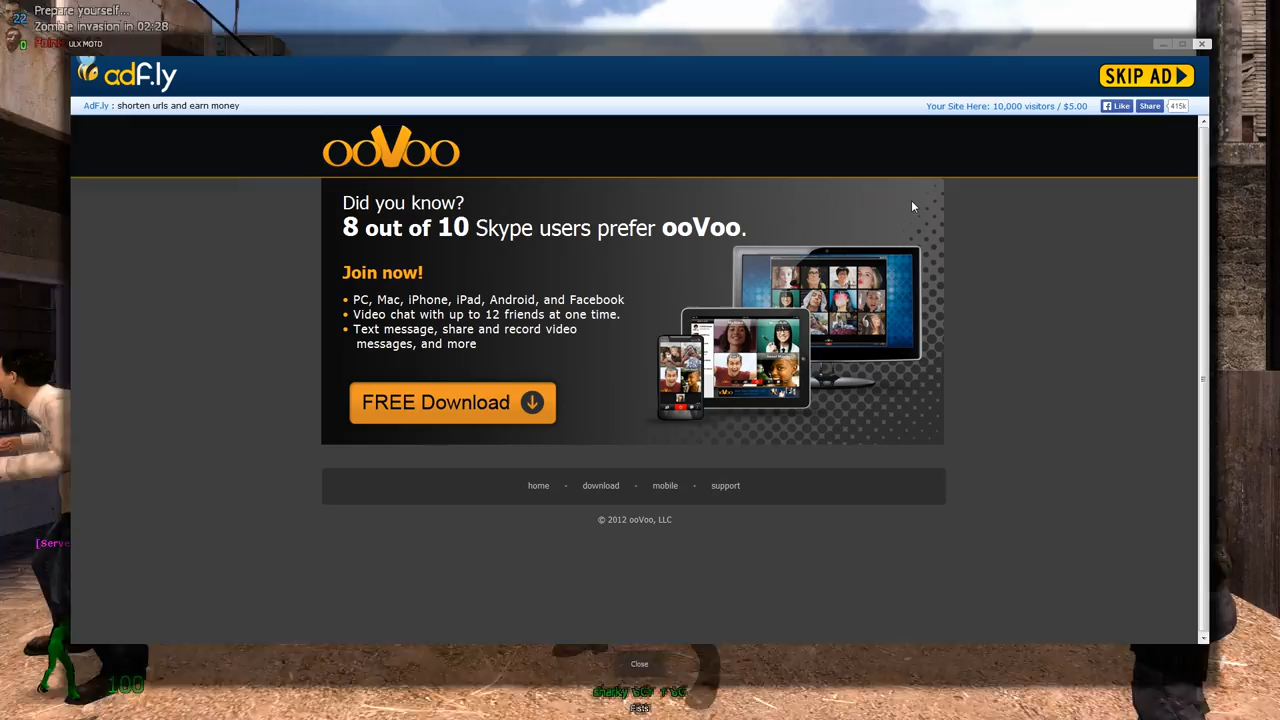 Prepare yourself...
22
Zombie invasion in 02:28
0
ULX MOTD
adf.ly
SKIP AD
AdF.ly : shorten urls and earn money
Your Site Here: 10,000 visitors / $5.00
Like
Share
415k
ooVoo
Did you know?
8 out of 10 Skype users prefer ooVoo.
Join now!
• PC, Mac, iPhone, iPad, Android, and Facebook
• Video chat with up to 12 friends at one time.
• Text message, share and record video
messages, and more
FREE Download
home - download - mobile - support
© 2012 ooVoo, LLC
[Serve
Close
100
Fists